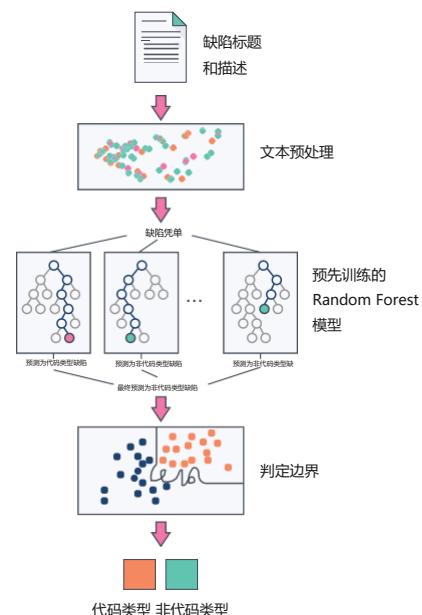 缺陷标题
和描述
文本预处理
缺陷凭单
预先训练的
Random Forest
模型
...
预测为代码类型缺陷
预测为非代码类型缺陷
预测为非代码类型缺
最终预测为非代码类型缺陷
判定边界
代码类型 非代码类型